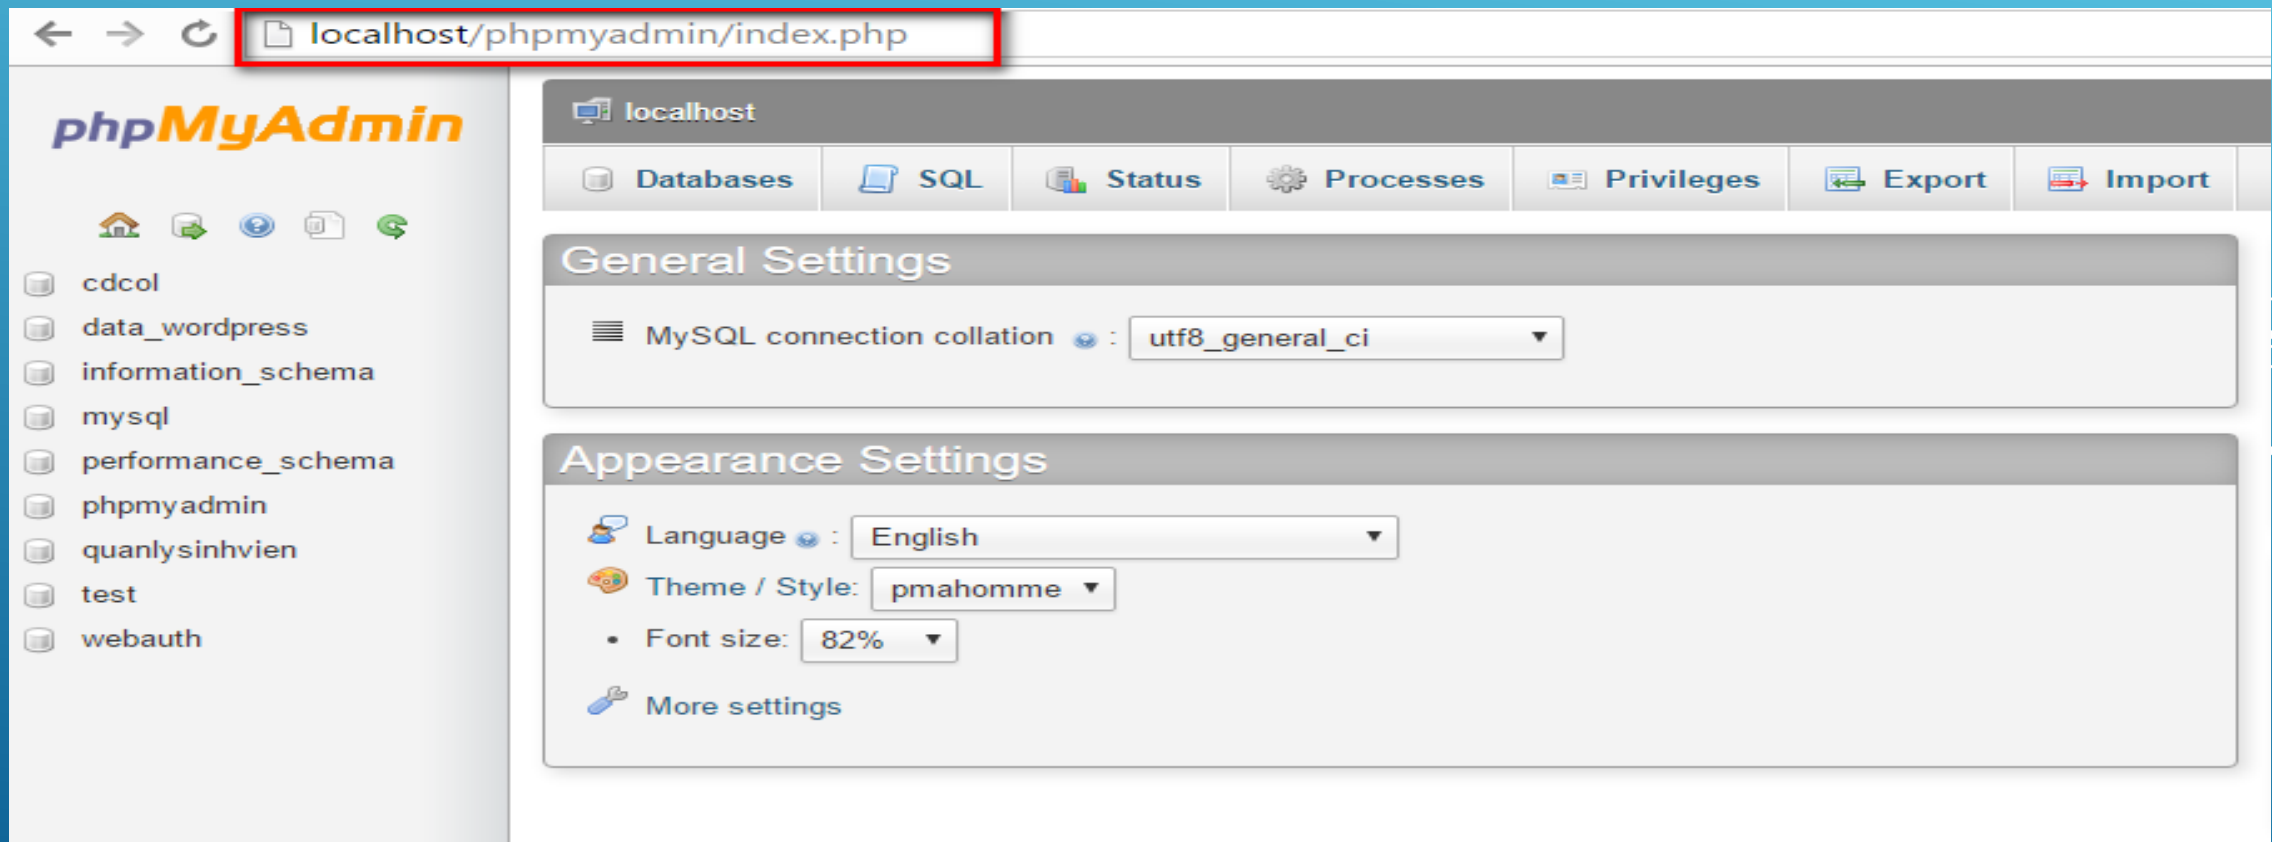 localhost/phpmyadmin/index.php
phpMyAdmin
cdcol
data_wordpress
information_schema
mysql
performance_schema
phpmyadmin
quanlysinhvien
test
webauth
localhost
Databases SQL Status Processes Privileges Export Import
General Settings
MySQL connection collation : utf8_general_ci
Appearance Settings
Language : English
Theme / Style: pmahomme
• Font size: 82%
More settings